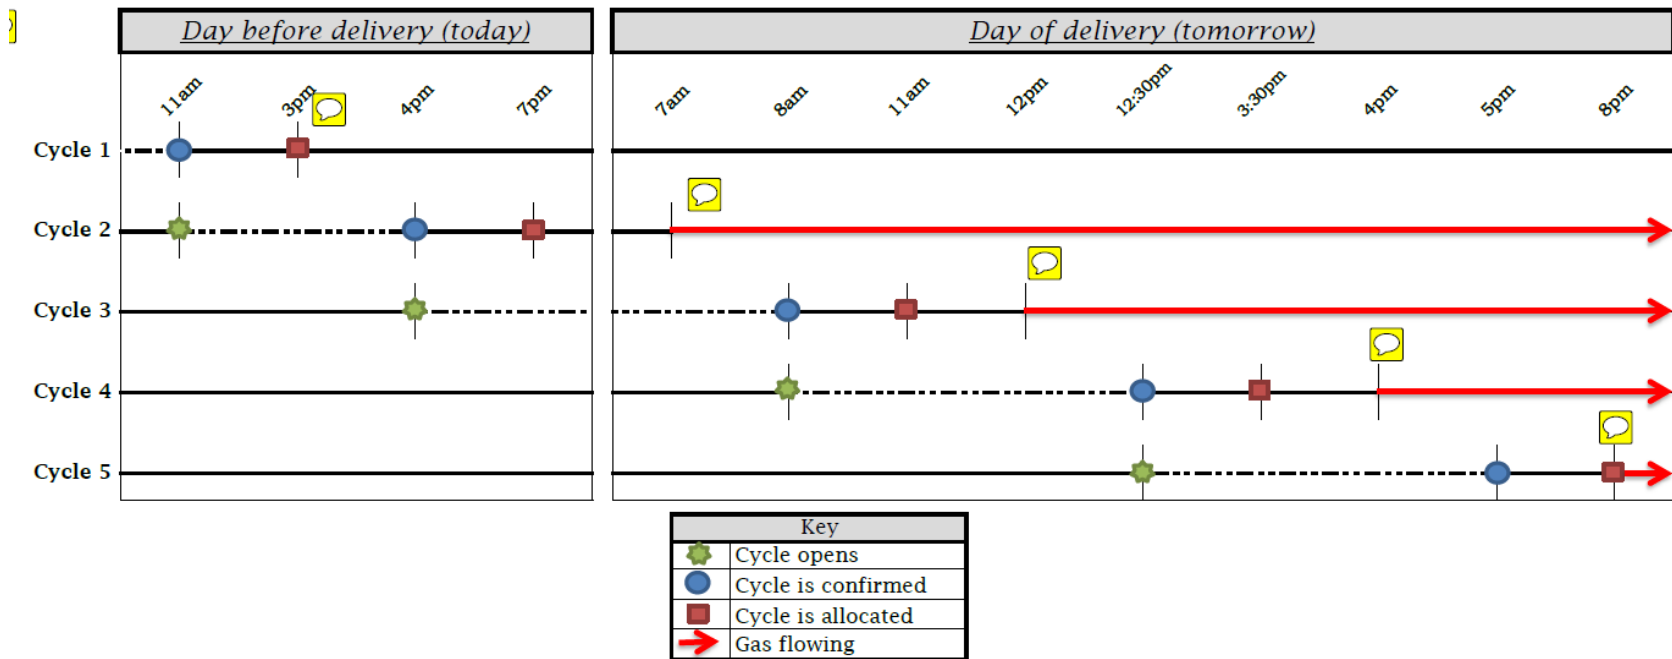 Day before delivery (today)
Day of delivery (tomorrow)
11am
3pm
4pm
7pm
7am
8am
11am
12pm
12:30pm
3:30pm
4pm
5pm
8pm
Cycle 1
Cycle 2
Cycle 3
Cycle 4
Cycle 5
Key
Cycle opens
Cycle is confirmed
Cycle is allocated
Gas flowing